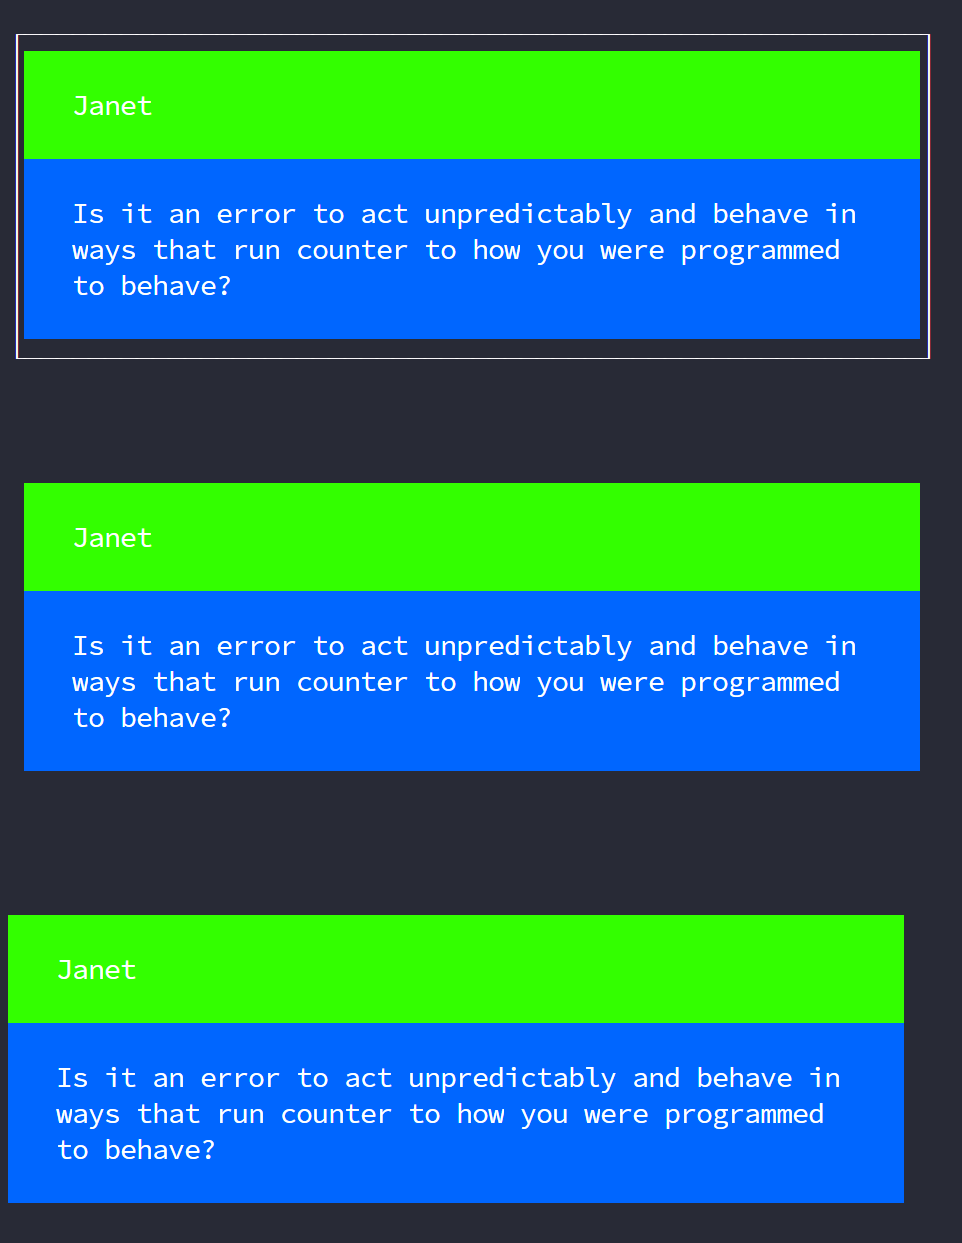 Janet
Is it an error to act unpredictably and behave in
ways that run counter to how you were programmed
to behave?
Janet
Is it an error to act unpredictably and behave in
ways that run counter to how you were programmed
to behave?
Janet
Is it an error to act unpredictably and behave in
ways that run counter to how you were programmed
to behave?